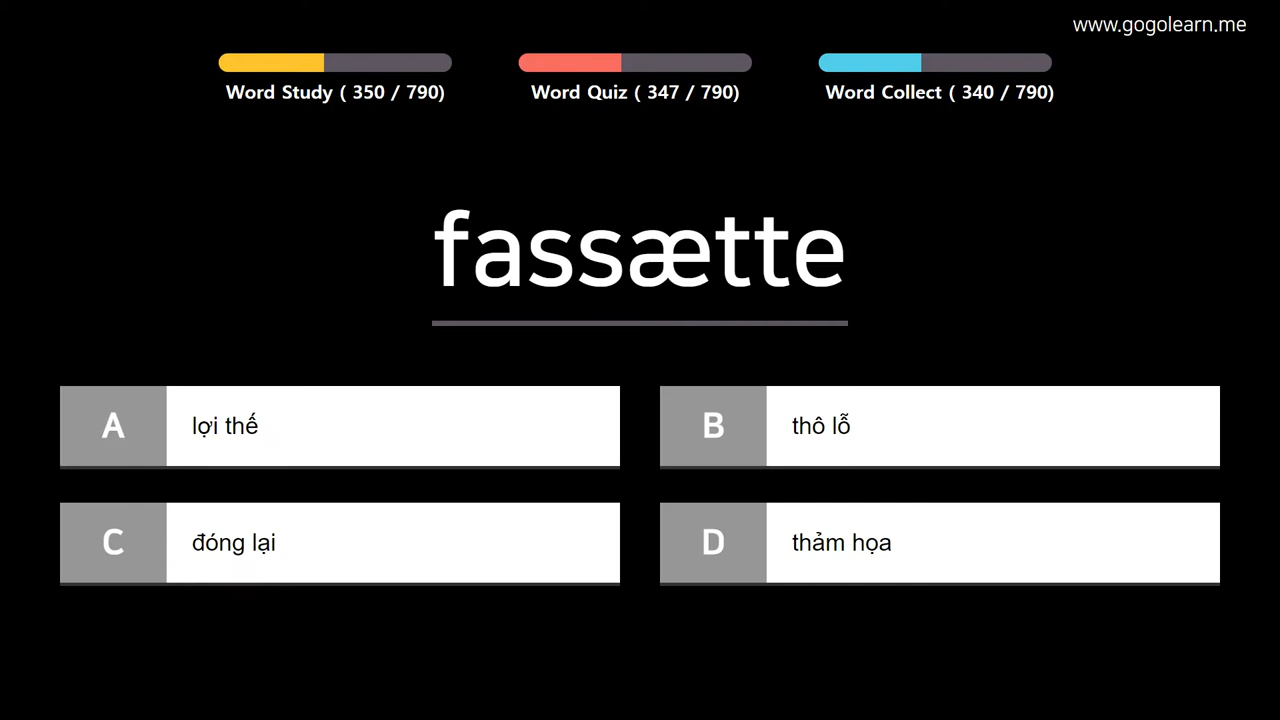 www.gogolearn.me
Word Study ( 350 / 790)
Word Quiz ( 347 / 790)
Word Collect ( 340 / 790)
fassætte
A lợi thế
B thô lỗ
C đóng lại
D thảm họa